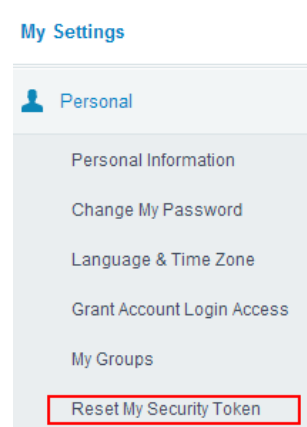 My Settings
Personal
Personal Information
Change My Password
Language & Time Zone
Grant Account Login Access
My Groups
Reset My Security Token